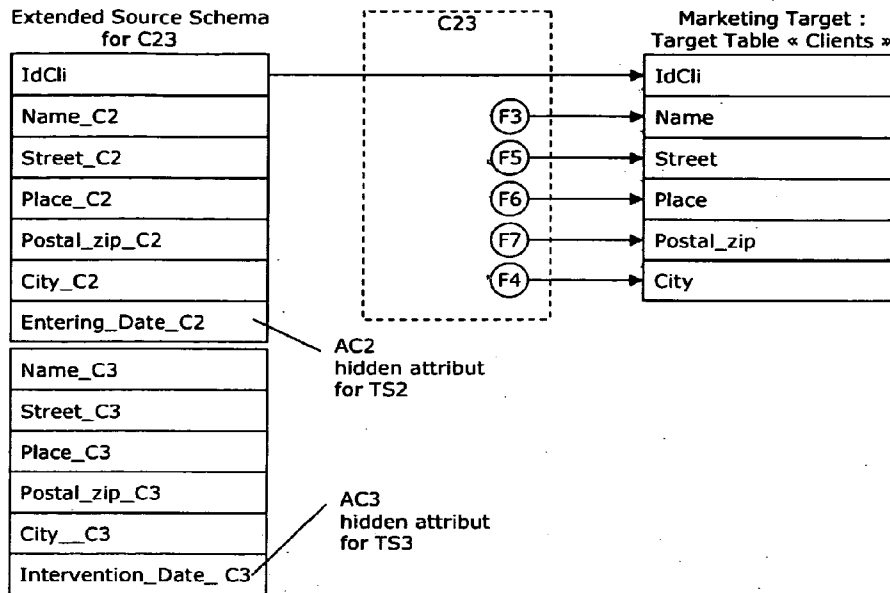 Extended Source Schema
for C23
IdCli
Name_C2
Street_C2
Place_C2
Postal_zip_C2
City_C2
Entering_Date_C2
Name_C3
Street_C3
Place_C3
Postal_zip_C3
City__C3
Intervention_Date_ C3
C23
F3
F5
F6
F7
F4
AC2
hidden attribut
for TS2
AC3
hidden attribut
for TS3
Marketing Target :
Target Table « Clients »
IdCli
Name
Street
Place
Postal_zip
City